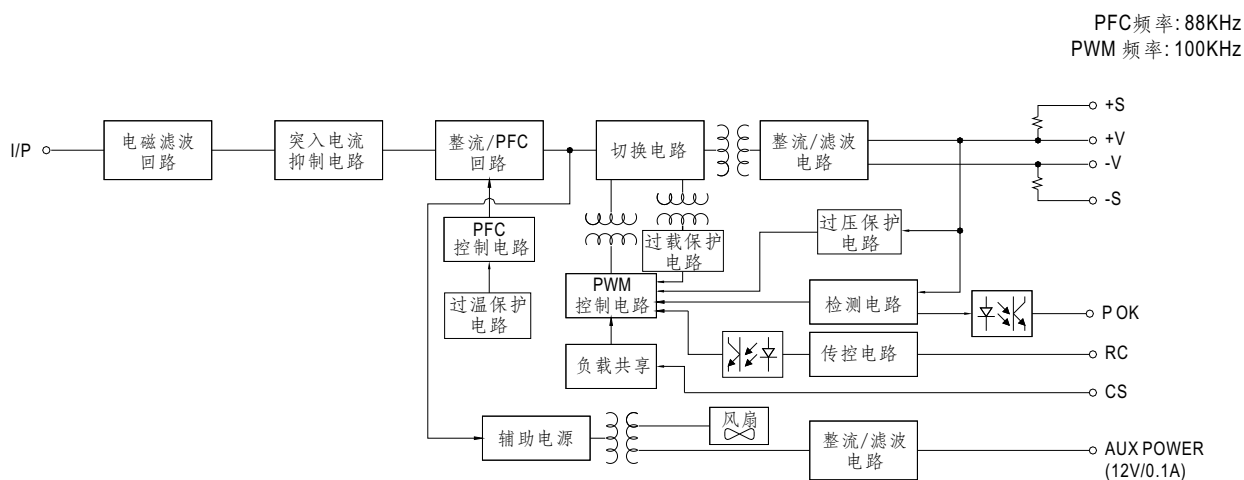 PFC频率: 88KHz
PWM 频率: 100KHz
I/P
电磁滤波
回路
突入电流
抑制电路
整流/PFC
回路
切换电路
整流/滤波
电路
+S
+V
-V
-S
PFC
控制电路
过载保护
电路
过压保护
电路
过温保护
电路
PWM
控制电路
检测电路
P OK
负载共享
传控电路
RC
CS
辅助电源
风扇
整流/滤波
电路
AUX POWER
(12V/0.1A)